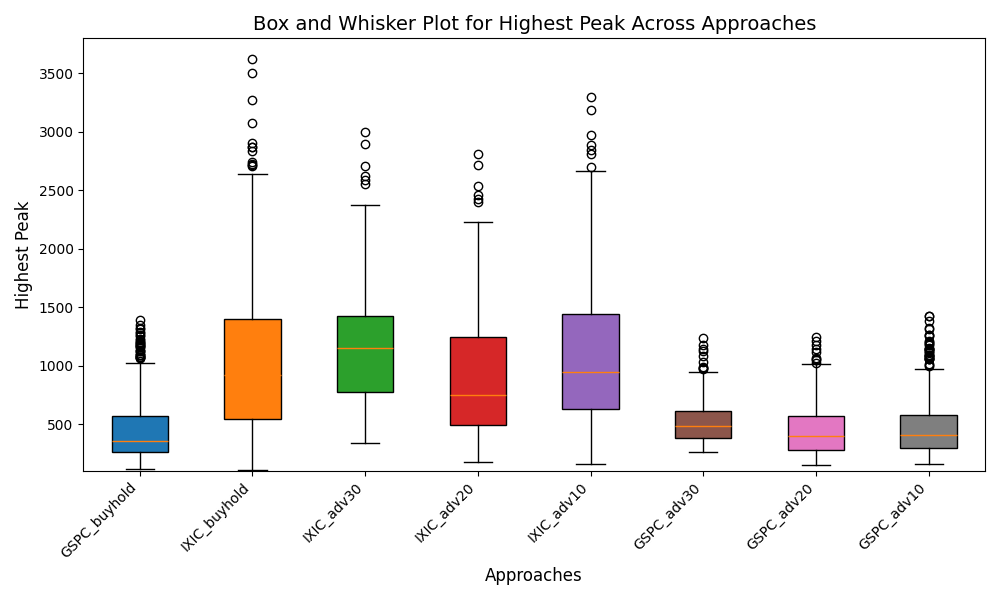 Box and Whisker Plot for Highest Peak Across Approaches
Highest Peak
3500
3000
2500
2000
1500
1000
500
GSPC_buyhold
IXIC_buyhold
IXIC_adv30
IXIC_adv20
IXIC_adv10
GSPC_adv30
GSPC_adv20
GSPC_adv10
Approaches